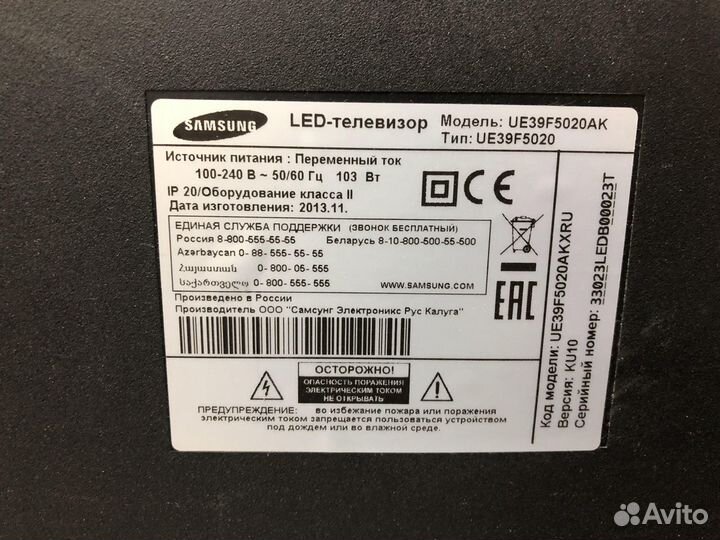 SAMSUNG
LED-телевизор
Модель: UE39F5020AK
Тип: UE39F5020
Источник питания : Переменный ток
100-240 В ~ 50/60 Гц 103 Вт
IP 20/Оборудование класса II
Дата изготовления: 2013.11.
ЕДИНАЯ СЛУЖБА ПОДДЕРЖКИ (ЗВОНОК БЕСПЛАТНЫЙ)
Россия 8-800-555-55-55 Беларусь 8-10-800-500-55-500
Azərbaycan 0- 88- 555- 55- 55
Հայաստան 0- 800- 05- 555
საქართველო 0- 800- 555- 555
WWW.SAMSUNG.COM
Произведено в России
Производитель ООО "Самсунг Электроникс Рус Калуга"
CE
EAC
ОСТОРОЖНО!
ОПАСНОСТЬ ПОРАЖЕНИЯ
ЭЛЕКТРИЧЕСКИМ ТОКОМ
НЕ ОТКРЫВАТЬ
ПРЕДУПРЕЖДЕНИЕ: во избежание пожара или поражения
электрическим током запрещается пользоваться устройством
под дождем или во влажной среде.
Код модели: UE39F5020AKXRU
Версия: KU10
Серийный номер: 33023LEDB00023T
Avito